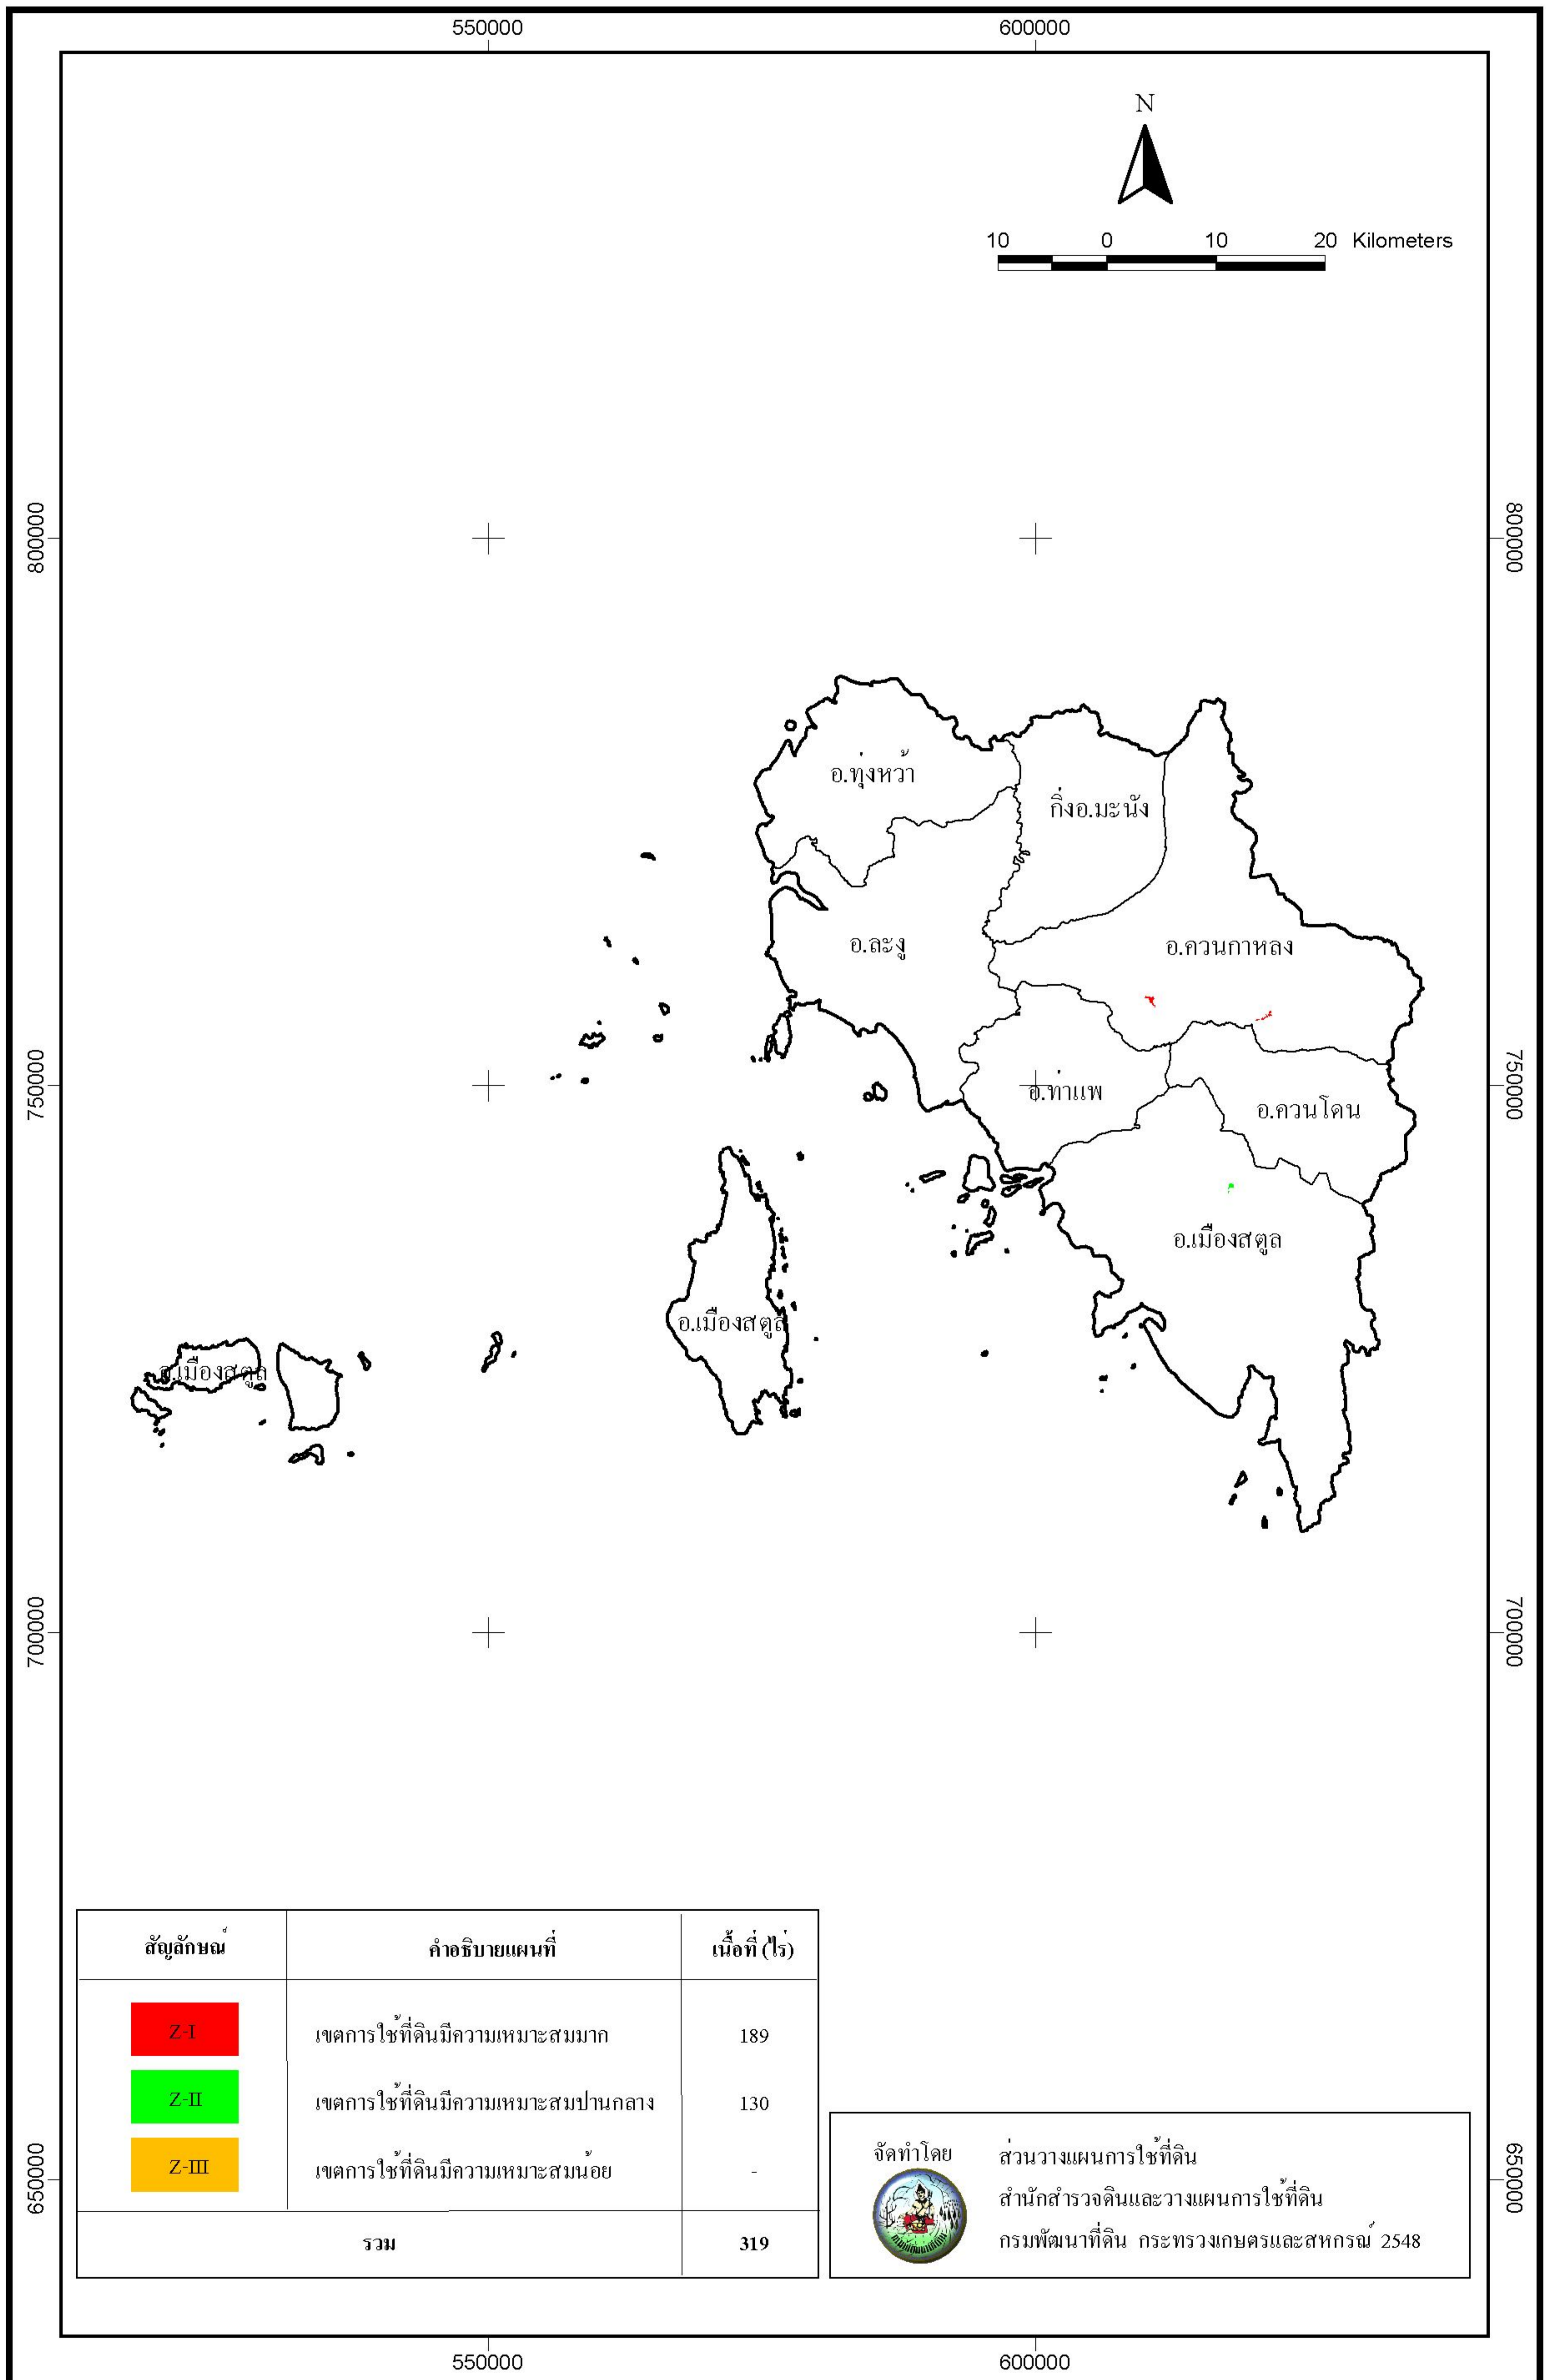 550000 600000
N
10 0 10 20 Kilometers
800000 800000
อ.ทุ่งหว้า
กิ่งอ.มะนัง
อ.ละงู
อ.ควนกาหลง
750000 750000
อ.ท่าแพ
อ.ควนโดน
อ.เมืองสตูล
อ.เมืองสตูล
อ.เมืองสตูล
700000 700000
สัญลักษณ์ คำอธิบายแผนที่ เนื้อที่ (ไร่)
Z-I เขตการใช้ที่ดินมีความเหมาะสมมาก 189
Z-II เขตการใช้ที่ดินมีความเหมาะสมปานกลาง 130
Z-III เขตการใช้ที่ดินมีความเหมาะสมน้อย -
รวม 319
650000 650000
จัดทำโดย ส่วนวางแผนการใช้ที่ดิน
สำนักสำรวจดินและวางแผนการใช้ที่ดิน
กรมพัฒนาที่ดิน กระทรวงเกษตรและสหกรณ์ 2548
550000 600000